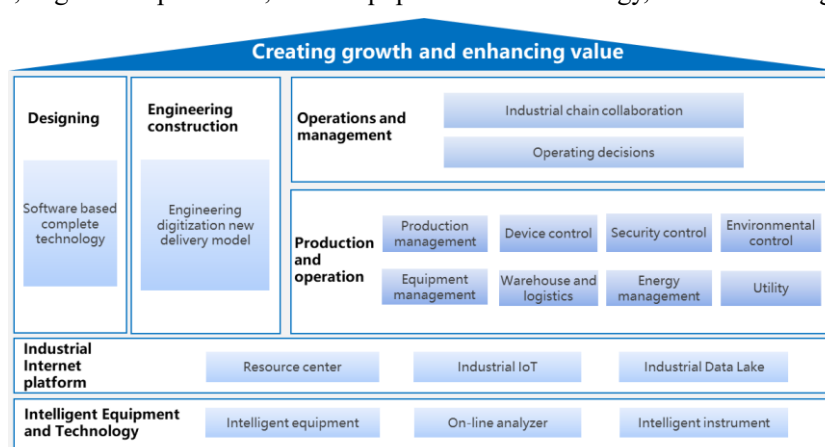 Creating growth and enhancing value
Designing
Software based
complete
technology
Engineering
construction
Engineering
digitization new
delivery model
Operations and
management
Industrial chain collaboration
Operating decisions
Production
and
operation
Production
management
Device control
Security control
Environmental
control
Equipment
management
Warehouse and
logistics
Energy
management
Utility
Industrial
Internet
platform
Resource center
Industrial IoT
Industrial Data Lake
Intelligent Equipment
and Technology
Intelligent equipment
On-line analyzer
Intelligent instrument